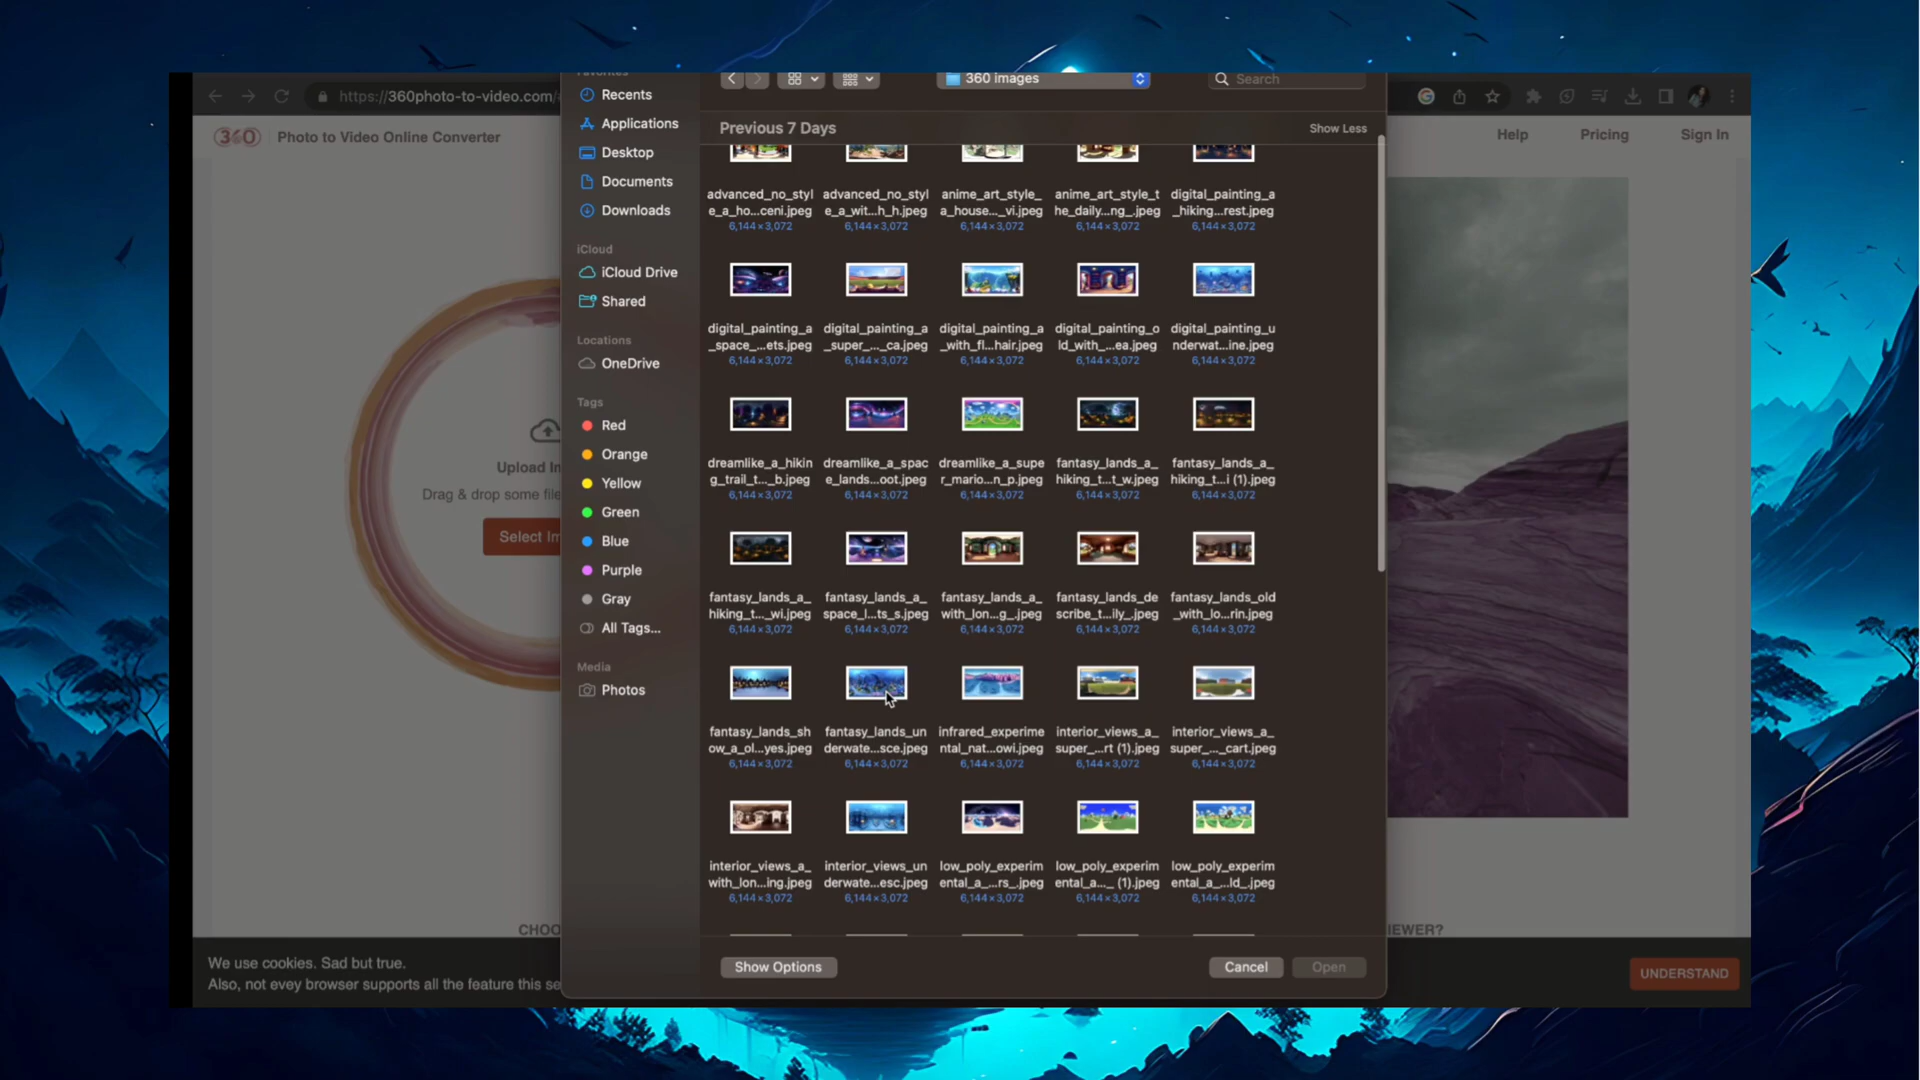 https://360photo-to-video.com/
360 Photo to Video Online Converter
Help
Pricing
Sign In
Upload
Drag & drop some
Select
CHOO
IEWER?
We use cookies. Sad but true.
Also, not evey browser supports all the feature this se
UNDERSTAND
Favorites
Recents
Applications
Desktop
Documents
Downloads
iCloud
iCloud Drive
Shared
Locations
OneDrive
Tags
Red
Orange
Yellow
Green
Blue
Purple
Gray
All Tags...
Media
Photos
360 images
Search
Previous 7 Days
Show Less
advanced_no_styl
e_a_ho...ceni.jpeg
6,144×3,072
advanced_no_styl
e_a_wit...h_h.jpeg
6,144×3,072
anime_art_style_
a_house..._vi.jpeg
6,144×3,072
anime_art_style_t
he_daily...ng_.jpeg
6,144×3,072
digital_painting_a
_hiking...rest.jpeg
6,144×3,072
digital_painting_a
_space_...ets.jpeg
6,144×3,072
digital_painting_a
_super_..._ca.jpeg
6,144×3,072
digital_painting_a
_with_fl...hair.jpeg
6,144×3,072
digital_painting_o
ld_with_...ea.jpeg
6,144×3,072
digital_painting_u
nderwat...ine.jpeg
6,144×3,072
dreamlike_a_hikin
g_trail_t..._b.jpeg
6,144×3,072
dreamlike_a_spac
e_lands...oot.jpeg
6,144×3,072
dreamlike_a_supe
r_mario...n_p.jpeg
6,144×3,072
fantasy_lands_a_
hiking_t...t_w.jpeg
6,144×3,072
fantasy_lands_a_
hiking_t...i (1).jpeg
6,144×3,072
fantasy_lands_a_
hiking_t..._wi.jpeg
6,144×3,072
fantasy_lands_a_
space_l...ts_s.jpeg
6,144×3,072
fantasy_lands_a_
with_lon...g_.jpeg
6,144×3,072
fantasy_lands_de
scribe_t...ily_.jpeg
6,144×3,072
fantasy_lands_old
_with_lo...rin.jpeg
6,144×3,072
fantasy_lands_sh
ow_a_ol...yes.jpeg
6,144×3,072
fantasy_lands_un
derwate...sce.jpeg
6,144×3,072
infrared_experime
ntal_nat...owi.jpeg
6,144×3,072
interior_views_a_
super_...rt (1).jpeg
6,144×3,072
interior_views_a_
super_..._cart.jpeg
6,144×3,072
interior_views_a_
with_lon...ing.jpeg
6,144×3,072
interior_views_un
derwate...esc.jpeg
6,144×3,072
low_poly_experim
ental_a_...rs_.jpeg
6,144×3,072
low_poly_experim
ental_a..._ (1).jpeg
6,144×3,072
low_poly_experim
ental_a_...ld_.jpeg
6,144×3,072
Show Options
Cancel
Open